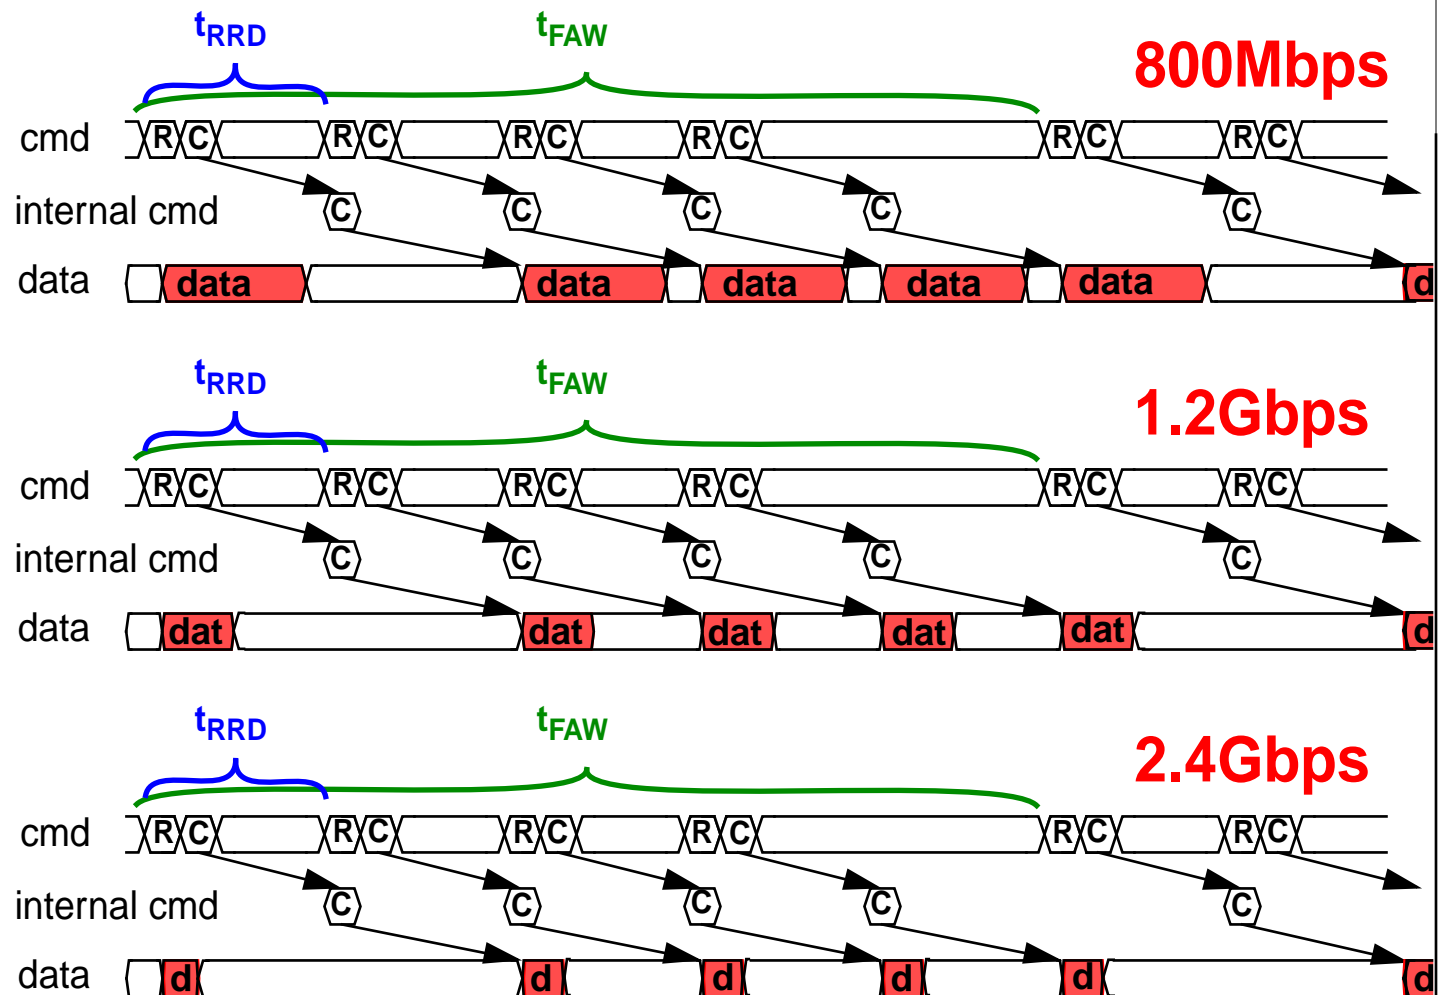 tRRD tFAW
800Mbps
cmd R C R C R C R C R C R C
internal cmd C C C C C
data data data data data data d
tRRD tFAW
1.2Gbps
cmd R C R C R C R C R C R C
internal cmd C C C C C
data dat dat dat dat dat d
tRRD tFAW
2.4Gbps
cmd R C R C R C R C R C R C
internal cmd C C C C C
data d d d d d d